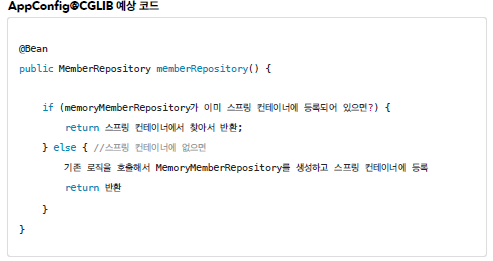 AppConfig@CGLIB 예상 코드
@Bean
public MemberRepository memberRepository() {
if (memoryMemberRepository가 이미 스프링 컨테이너에 등록되어 있으면?) {
return 스프링 컨테이너에서 찾아서 반환;
} else { //스프링 컨테이너에 없으면
기존 로직을 호출해서 MemoryMemberRepository를 생성하고 스프링 컨테이너에 등록
return 반환
}
}